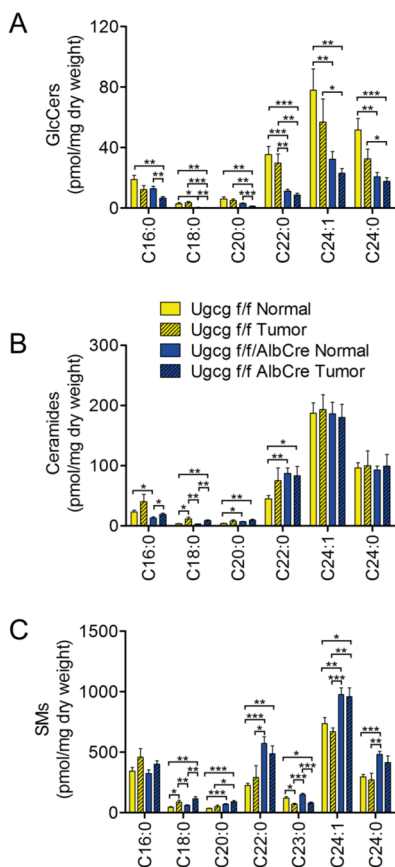 A
GlcCers
(pmol/mg dry weight)
120
80
40
0
**
**
**
***
* **
**
**
***
***
**
***
**
**
**
*
***
**
*
C16:0
C18:0
C20:0
C22:0
C24:1
C24:0
Ugcg f/f Normal
Ugcg f/f Tumor
Ugcg f/f/AlbCre Normal
Ugcg f/f AlbCre Tumor
B
Ceramides
(pmol/mg dry weight)
300
200
100
0
*
*
**
**
**
*
**
*
*
**
C16:0
C18:0
C20:0
C22:0
C24:1
C24:0
C
SMs
(pmol/mg dry weight)
1500
1000
500
0
**
* **
**
***
*
***
**
***
*
*
***
***
*
*
**
**
***
***
**
C16:0
C18:0
C20:0
C22:0
C23:0
C24:1
C24:0